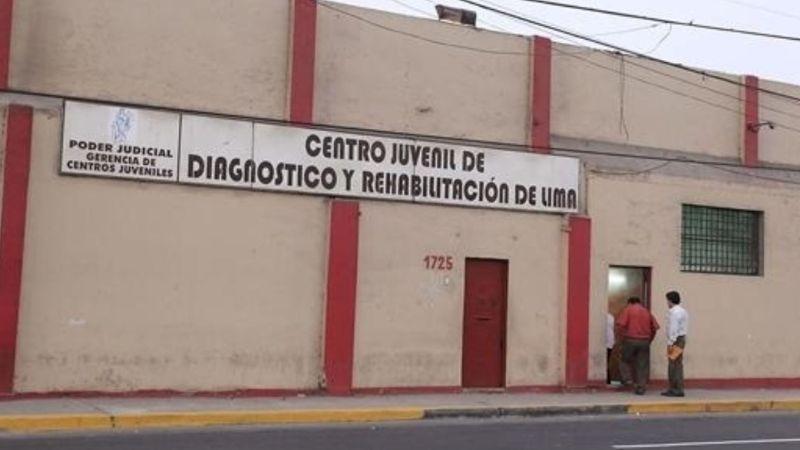 PODER JUDICIAL
GERENCIA DE
CENTROS JUVENILES
CENTRO JUVENIL DE
DIAGNOSTICO Y REHABILITACIÓN DE LIMA
1725